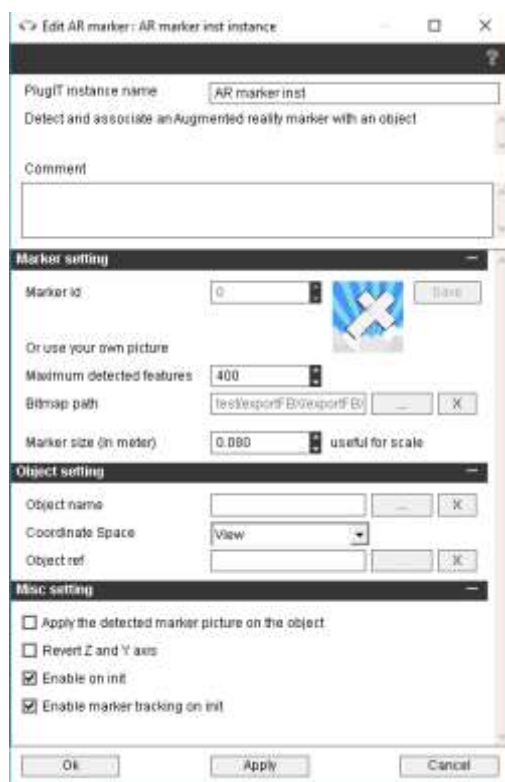 Edit AR marker : AR marker inst instance
?
PlugIT instance name AR marker inst
Detect and associate an Augmented reality marker with an object
Comment
Marker setting
Marker id 0 Save
Or use your own picture
Maximum detected features 400
Bitmap path test/exportFBX/exportFBX ... X
Marker size (in meter) 0.080 useful for scale
Object setting
Object name ... X
Coordinate Space View
Object ref ... X
Misc setting
Apply the detected marker picture on the object
Revert Z and Y axis
Enable on init
Enable marker tracking on init
Ok Apply Cancel